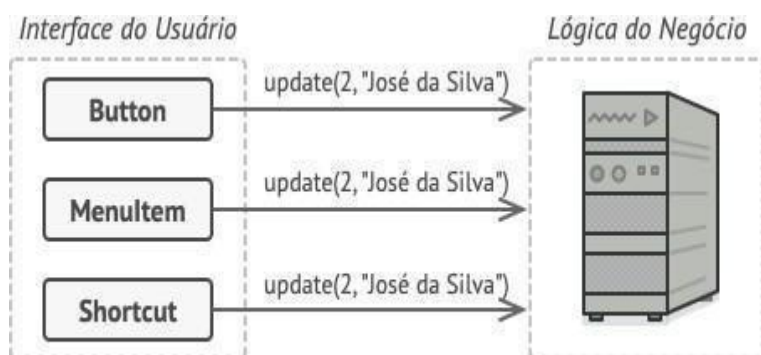 Interface do Usuário
Lógica do Negócio
Button
update(2, "José da Silva")
MenuItem
update(2, "José da Silva")
Shortcut
update(2, "José da Silva")